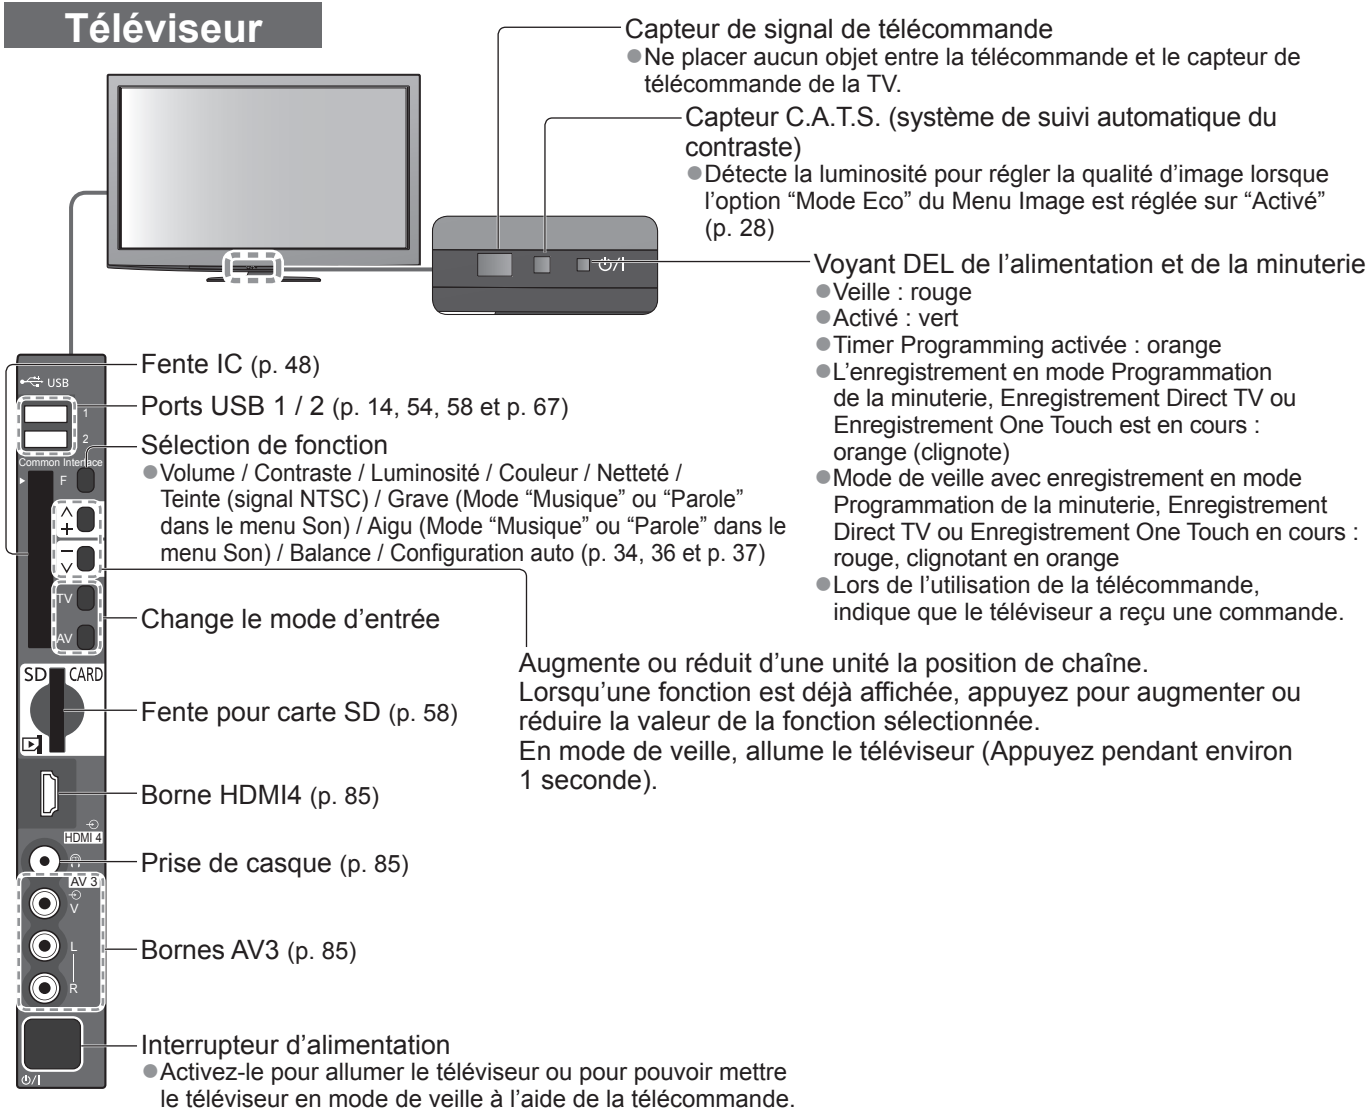 Téléviseur
Capteur de signal de télécommande
●Ne placer aucun objet entre la télécommande et le capteur de
télécommande de la TV.
Capteur C.A.T.S. (système de suivi automatique du
contraste)
●Détecte la luminosité pour régler la qualité d’image lorsque
l’option “Mode Eco” du Menu Image est réglée sur “Activé”
(p. 28)
Voyant DEL de l’alimentation et de la minuterie
●Veille : rouge
●Activé : vert
●Timer Programming activée : orange
●L’enregistrement en mode Programmation
de la minuterie, Enregistrement Direct TV ou
Enregistrement One Touch est en cours :
orange (clignote)
●Mode de veille avec enregistrement en mode
Programmation de la minuterie, Enregistrement
Direct TV ou Enregistrement One Touch en cours :
rouge, clignotant en orange
●Lors de l’utilisation de la télécommande,
indique que le téléviseur a reçu une commande.
Fente IC (p. 48)
Ports USB 1 / 2 (p. 14, 54, 58 et p. 67)
Sélection de fonction
●Volume / Contraste / Luminosité / Couleur / Netteté /
Teinte (signal NTSC) / Grave (Mode “Musique” ou “Parole”
dans le menu Son) / Aigu (Mode “Musique” ou “Parole” dans le
menu Son) / Balance / Configuration auto (p. 34, 36 et p. 37)
Change le mode d’entrée
Augmente ou réduit d’une unité la position de chaîne.
Lorsqu’une fonction est déjà affichée, appuyez pour augmenter ou
réduire la valeur de la fonction sélectionnée.
En mode de veille, allume le téléviseur (Appuyez pendant environ
1 seconde).
Fente pour carte SD (p. 58)
Borne HDMI4 (p. 85)
Prise de casque (p. 85)
Bornes AV3 (p. 85)
Interrupteur d’alimentation
●Activez-le pour allumer le téléviseur ou pour pouvoir mettre
le téléviseur en mode de veille à l’aide de la télécommande.
USB
1
2
Common Interface
F
+
−
TV
AV
SD CARD
HDMI 4
AV 3
V
L
R
⏻/I
⏻/I